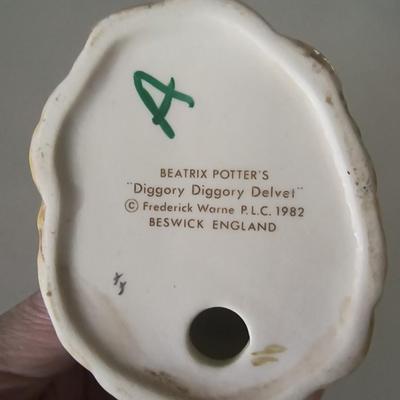 A
BEATRIX POTTER'S
"Diggory Diggory Delvet"
© Frederick Warne P.L.C. 1982
BESWICK ENGLAND